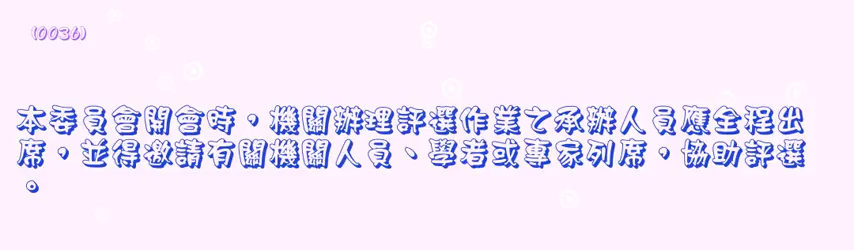 (0036)
本委員會開會時，機關辦理評選作業之承辦人員應全程出
席，並得邀請有關機關人員、學者或專家列席，協助評選
。